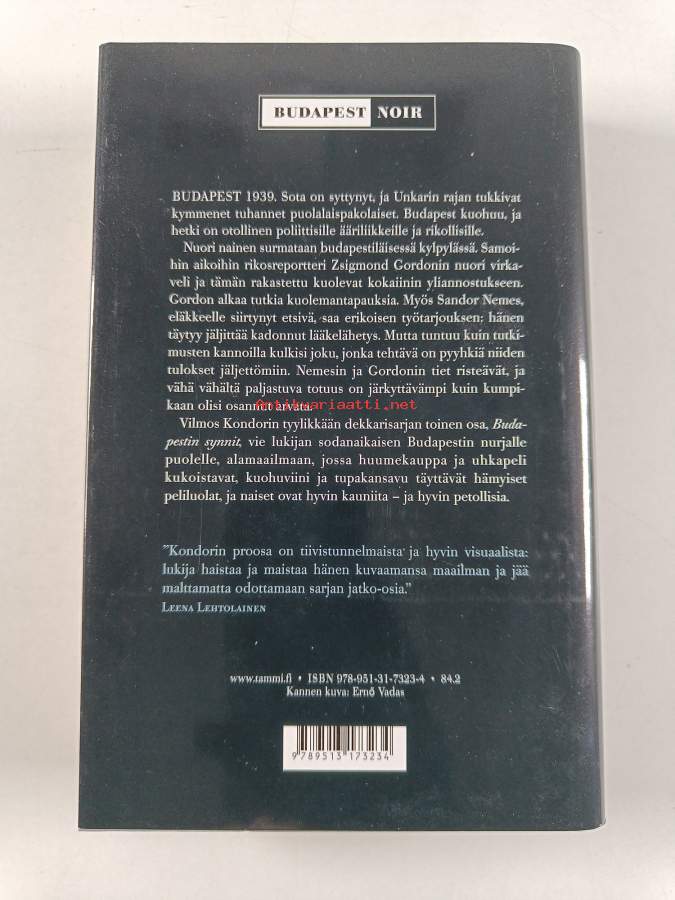 BUDAPEST NOIR
BUDAPEST 1939. Sota on syttynyt, ja Unkarin rajan tukkivat
kymmenet tuhannet puolalaispakolaiset. Budapest kuohuu, ja
hetki on otollinen poliittisille ääriliikkeille ja rikollisille.
Nuori nainen surmataan budapestiläisessä kylpylässä. Samoi-
hin aikoihin rikosreportteri Zsigmond Gordonin nuori virka-
veli ja tämän rakastettu kuolevat kokaiinin yliannostukseen.
Gordon alkaa tutkia kuolemantapauksia. Myös Sandor Nemes,
eläkkeelle siirtynyt etsivä, saa erikoisen työtarjouksen: hänen
täytyy jäljittää kadonnut lääkelähetys. Mutta tuntuu kuin tutki-
musten kannoilla kulkisi joku, jonka tehtävä on pyyhkiä niiden
tulokset jäljettömiin. Nemesin ja Gordonin tiet risteävät, ja
vähä vähältä paljastuva totuus on järkyttävämpi kuin kumpi-
kaan olisi osannut arvata.
Antikvariaatti.net
Vilmos Kondorin tyylikkään dekkarisarjan toinen osa, Buda-
pestin synnit, vie lukijan sodanaikaisen Budapestin nurjalle
puolelle, alamaailmaan, jossa huumekauppa ja uhkapeli
kukoistavat, kuohuviini ja tupakansavu täyttävät hämyiset
peliluolat, ja naiset ovat hyvin kauniita – ja hyvin petollisia.
"Kondorin proosa on tiivistunnelmaista ja hyvin visuaalista:
lukija haistaa ja maistaa hänen kuvaamansa maailman ja jää
malttamatta odottamaan sarjan jatko-osia."
LEENA LEHTOLAINEN
www.tammi.fi • ISBN 978-951-31-7323-4 • 84.2
Kannen kuva: Ernő Vadas
9 789513 173234